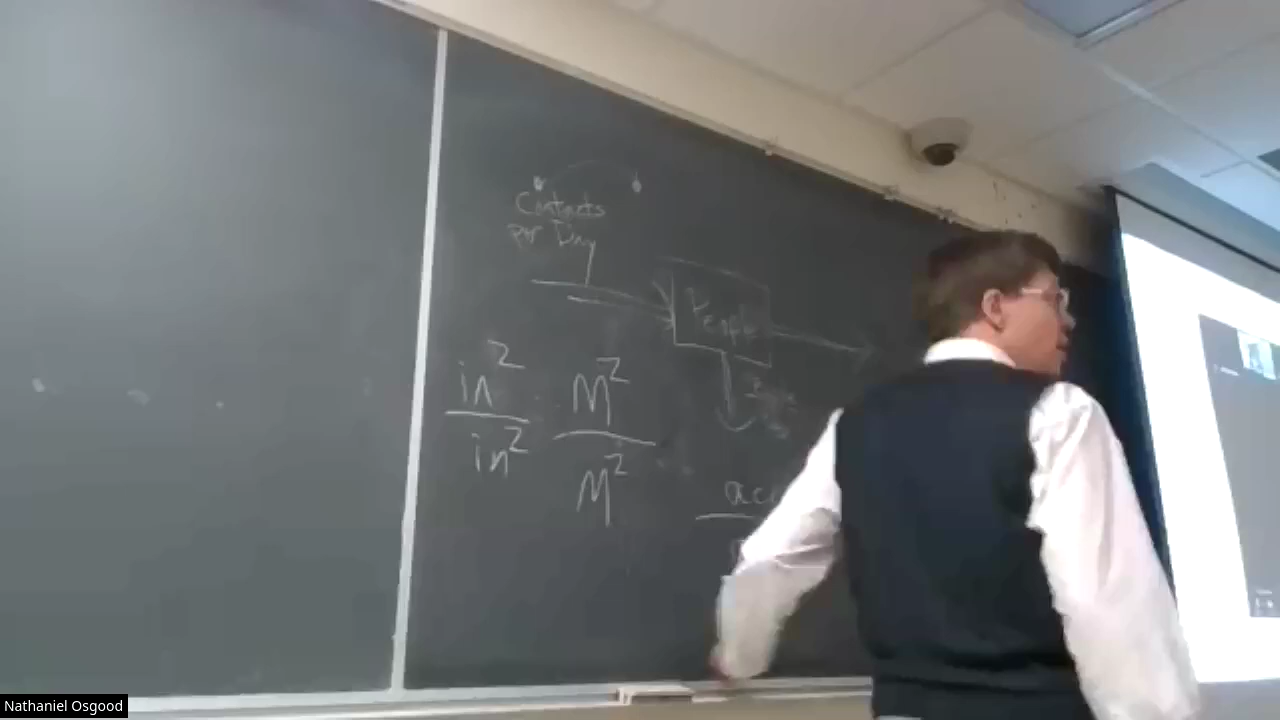 Contacts
per Day
People
in² M²
in² M²
Nathaniel Osgood